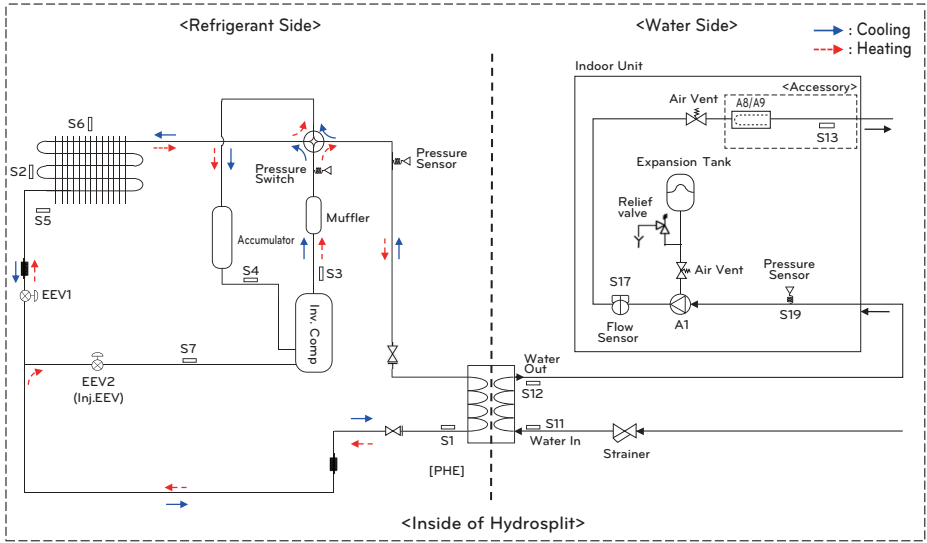 <Refrigerant Side>
<Water Side>
: Cooling
: Heating
Indoor Unit
<Accessory>
Air Vent
A8/A9
S13
S6
S2
S5
Pressure
Switch
Pressure
Sensor
Muffler
Accumulator
S4
S3
Inv. Comp
EEV1
EEV2
(Inj.EEV)
S7
Expansion Tank
Relief
valve
Air Vent
S17
Flow
Sensor
A1
Pressure
Sensor
S19
Water
Out
S12
S11
Water In
Strainer
S1
[PHE]
<Inside of Hydrosplit>